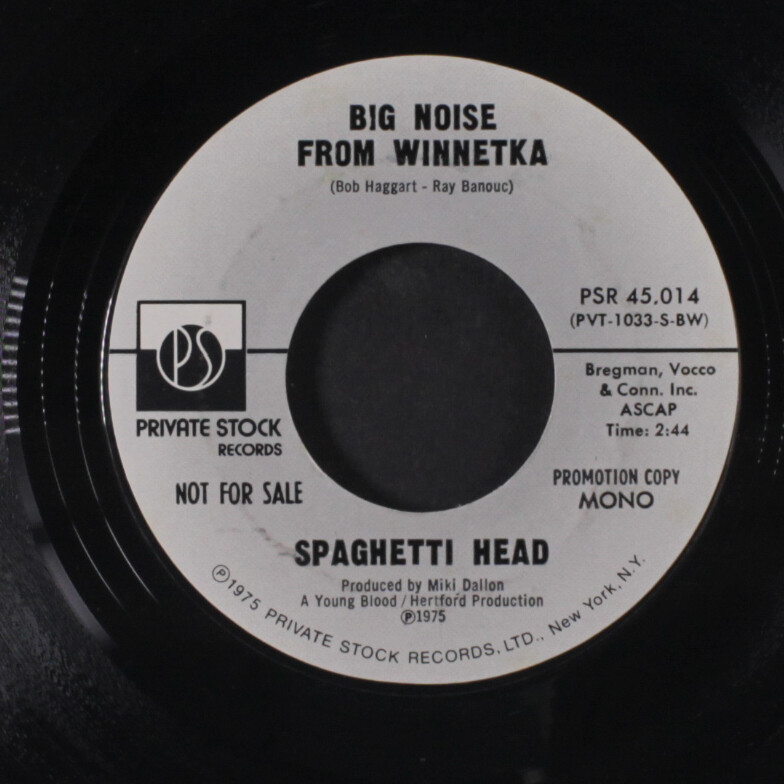 BIG NOISE
FROM WINNETKA
(Bob Haggart - Ray Banouc)
PSR 45,014
(PVT-1033-S-BW)
PS
PRIVATE STOCK
RECORDS
Bregman, Vocco
& Conn. Inc.
ASCAP
Time: 2:44
NOT FOR SALE
PROMOTION COPY
MONO
SPAGHETTI HEAD
Produced by Miki Dallon
A Young Blood / Hertford Production
Ⓟ1975
Ⓟ1975 PRIVATE STOCK RECORDS, LTD., New York, N.Y.